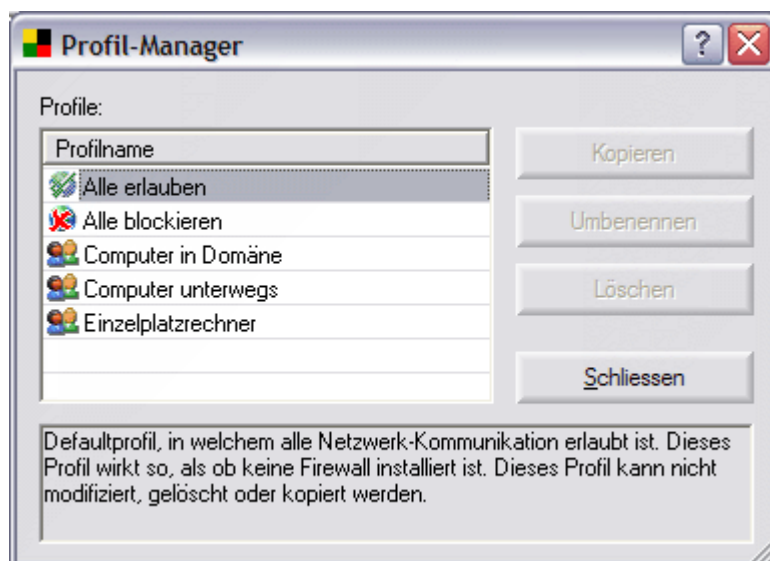 Profil-Manager
Profile:
Profilname
Alle erlauben
Alle blockieren
Computer in Domäne
Computer unterwegs
Einzelplatzrechner
Kopieren
Umbenennen
Löschen
Schliessen
Defaultprofil, in welchem alle Netzwerk-Kommunikation erlaubt ist. Dieses
Profil wirkt so, als ob keine Firewall installiert ist. Dieses Profil kann nicht
modifiziert, gelöscht oder kopiert werden.